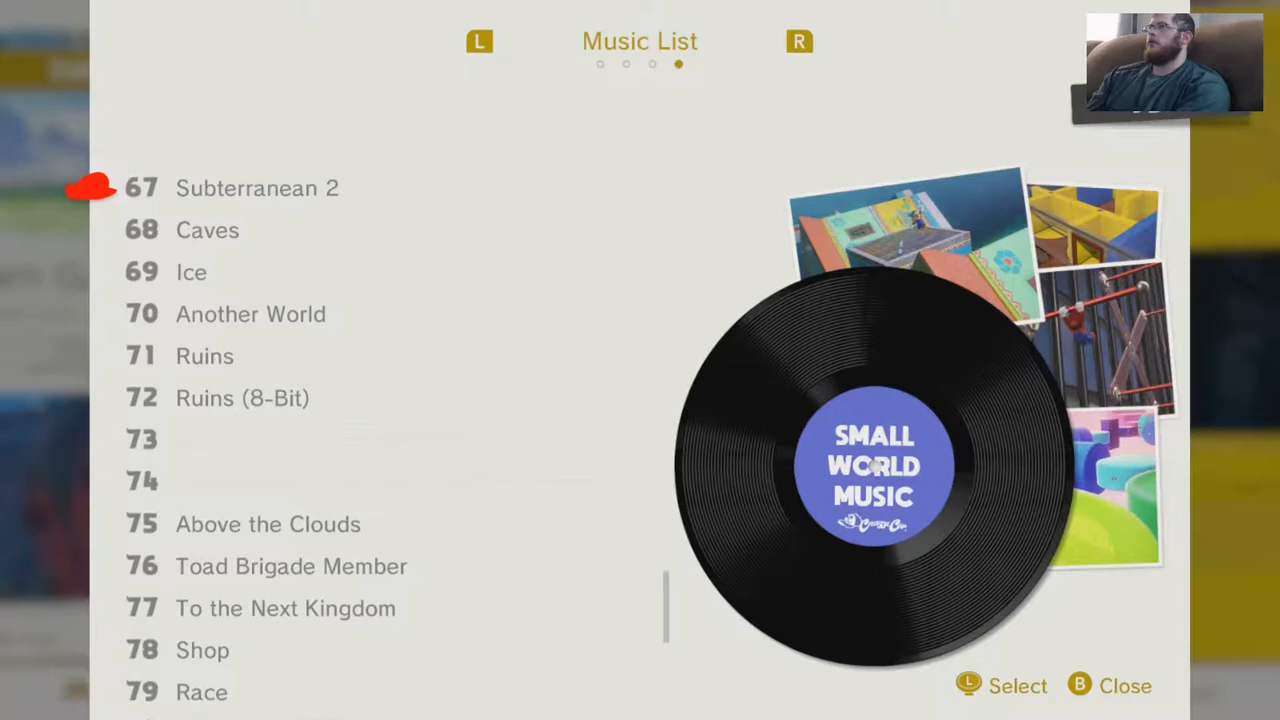 L Music List R
67 Subterranean 2
68 Caves
69 Ice
70 Another World
71 Ruins
72 Ruins (8-Bit)
73
74
75 Above the Clouds
76 Toad Brigade Member
77 To the Next Kingdom
78 Shop
79 Race
SMALL
WORLD
MUSIC
L Select B Close